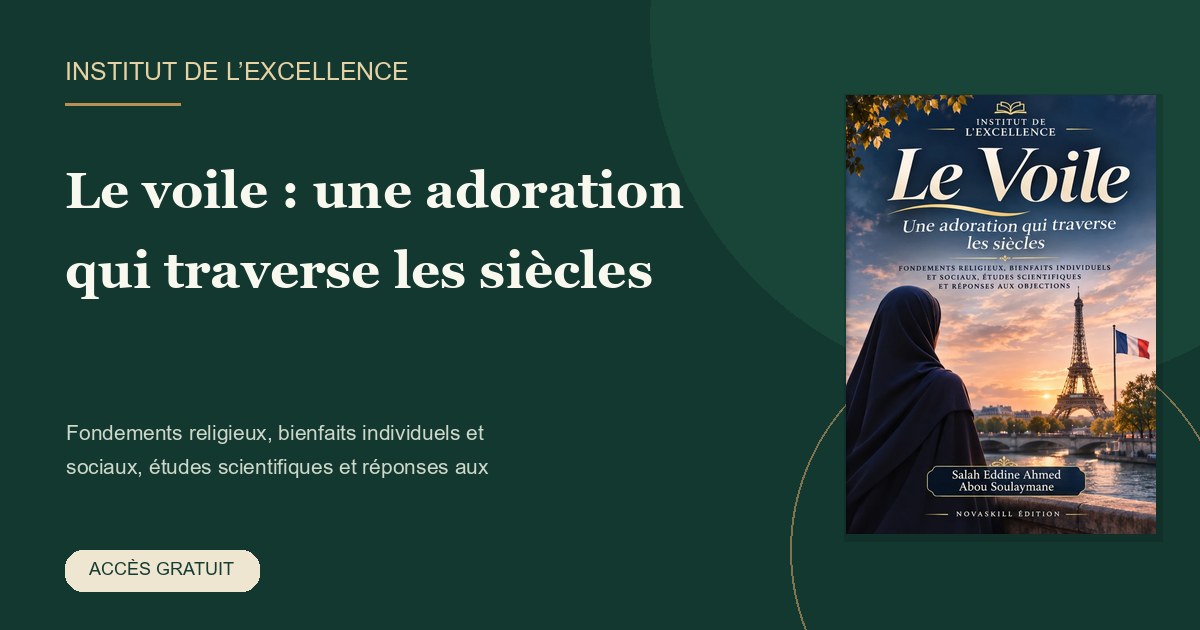 INSTITUT DE L’EXCELLENCE
Le voile : une adoration
qui traverse les siècles
Fondements religieux, bienfaits individuels et
sociaux, études scientifiques et réponses aux
ACCÈS GRATUIT
INSTITUT DE
L'EXCELLENCE
Le Voile
Une adoration qui traverse
les siècles
FONDEMENTS RELIGIEUX, BIENFAITS INDIVIDUELS
ET SOCIAUX, ÉTUDES SCIENTIFIQUES
ET RÉPONSES AUX OBJECTIONS
Salah Eddine Ahmed
Abou Soulaymane
NOVASKILL ÉDITION